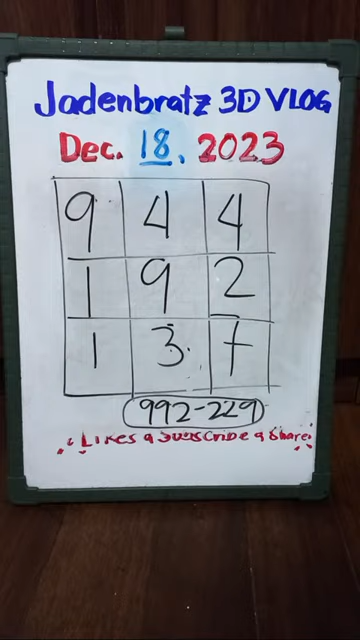 Jadenbratz 3D VLOG
Dec. 18, 2023
9 4 4
1 9 2
1 3 7
992-229
Likes & Subscribe & Share